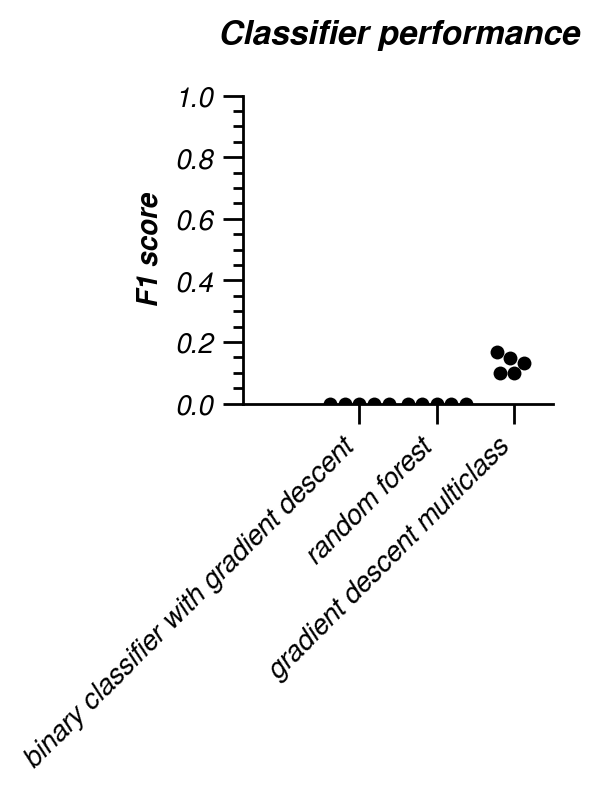 Classifier performance
F1 score
1.0
0.8
0.6
0.4
0.2
0.0
binary classifier with gradient descent
random forest
gradient descent multiclass